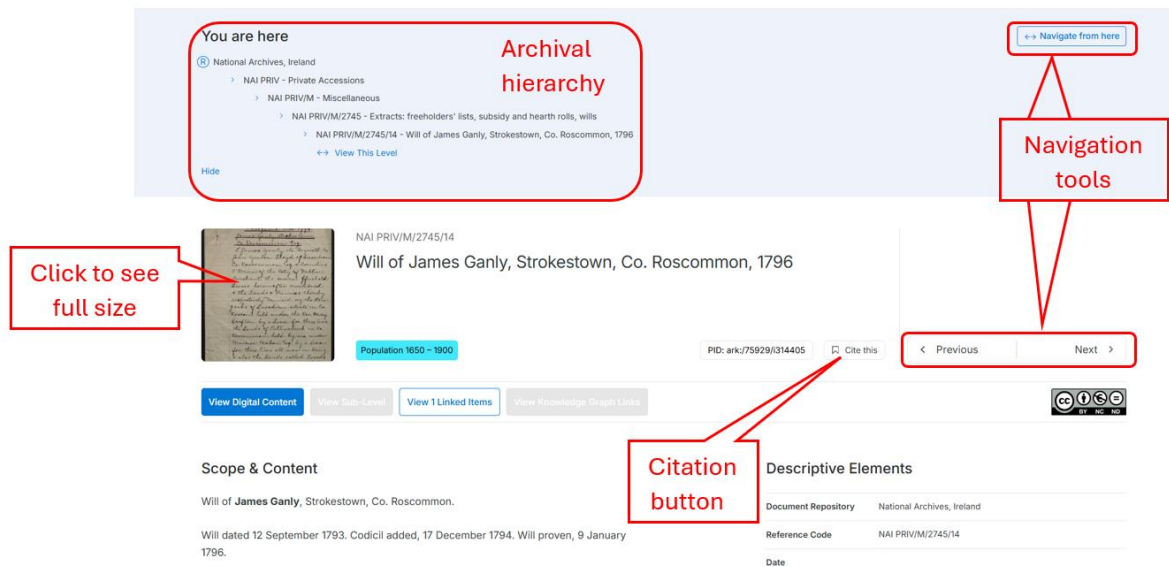 You are here
Archival
hierarchy
↔ Navigate from here
R National Archives, Ireland
> NAI PRIV - Private Accessions
> NAI PRIV/M - Miscellaneous
> NAI PRIV/M/2745 - Extracts: freeholders' lists, subsidy and hearth rolls, wills
> NAI PRIV/M/2745/14 - Will of James Ganly, Strokestown, Co. Roscommon, 1796
↔ View This Level
Hide
Navigation
tools
Click to see
full size
NAI PRIV/M/2745/14
Will of James Ganly, Strokestown, Co. Roscommon, 1796
Population 1650 – 1900
PID: ark:/75929/i314405
Cite this
< Previous
Next >
View Digital Content
View Sub-Level
View 1 Linked Items
View Knowledge Graph Links
cc BY NC ND
Citation
button
Scope & Content
Will of James Ganly, Strokestown, Co. Roscommon.
Will dated 12 September 1793. Codicil added, 17 December 1794. Will proven, 9 January
1796.
Descriptive Elements
Document Repository National Archives, Ireland
Reference Code NAI PRIV/M/2745/14
Date